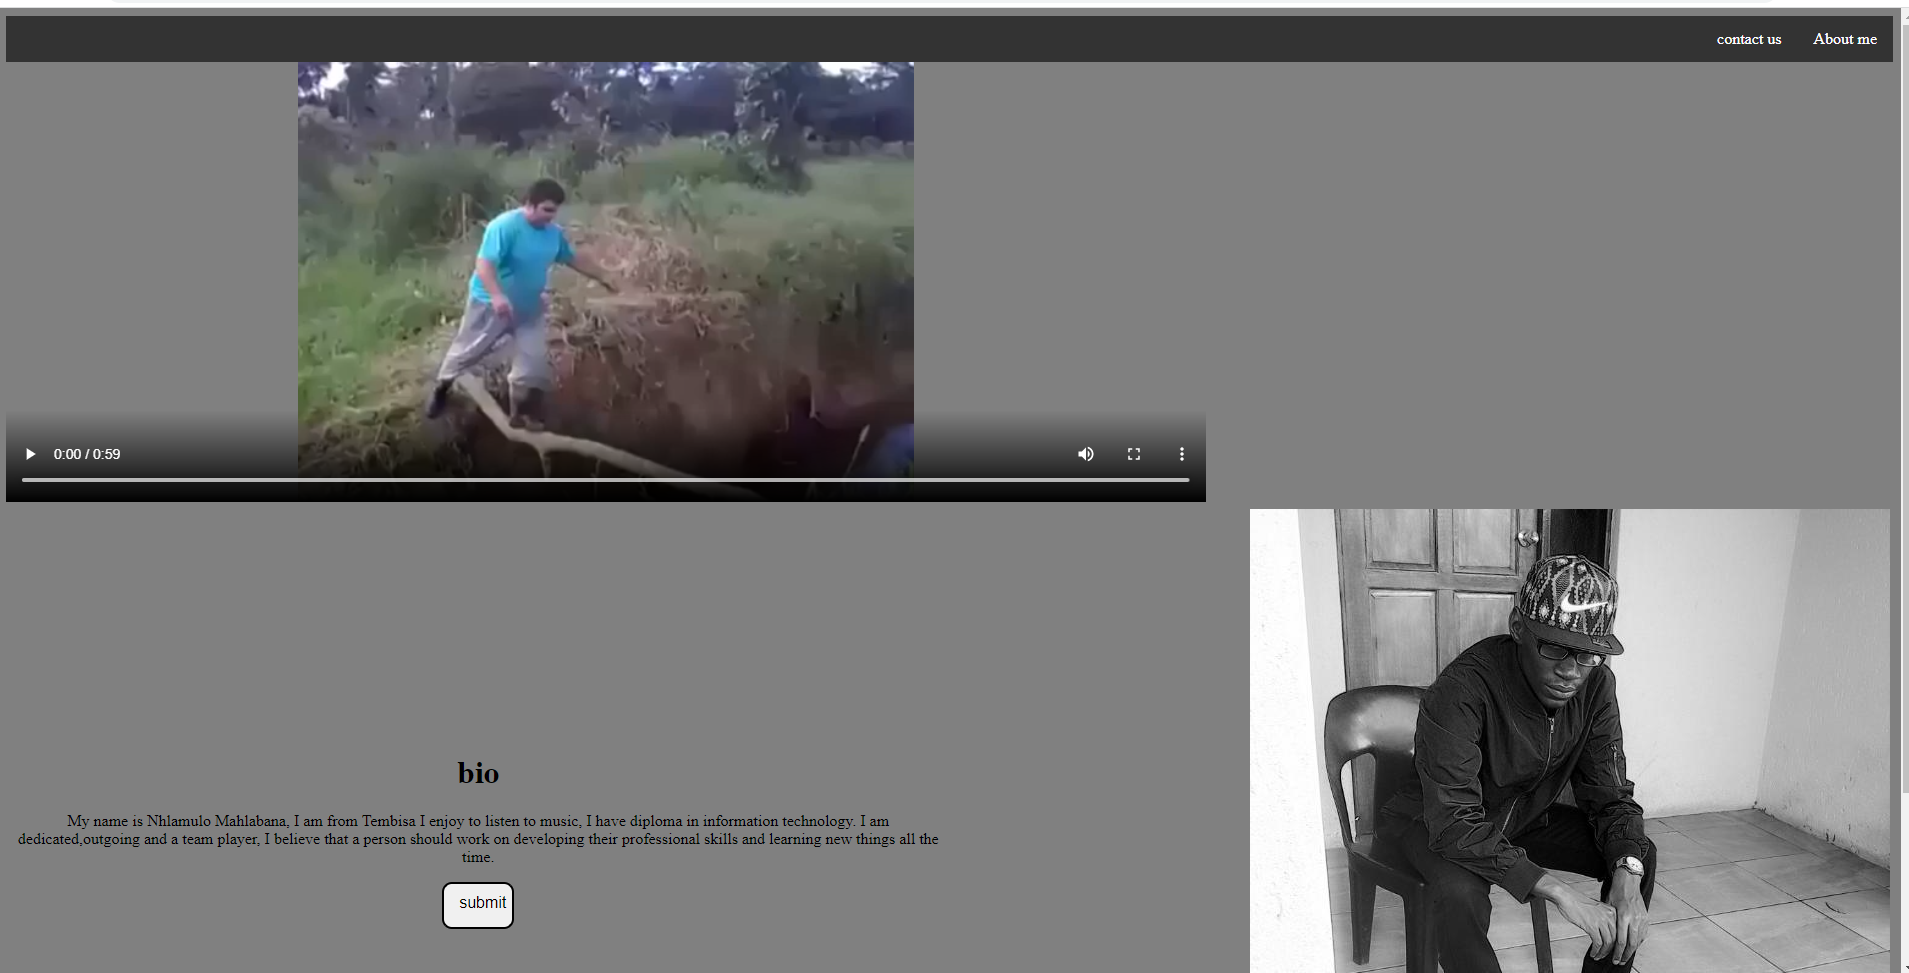 contact us About me
0:00 / 0:59
bio
My name is Nhlamulo Mahlabana, I am from Tembisa I enjoy to listen to music, I have diploma in information technology. I am
dedicated,outgoing and a team player, I believe that a person should work on developing their professional skills and learning new things all the
time.
submit